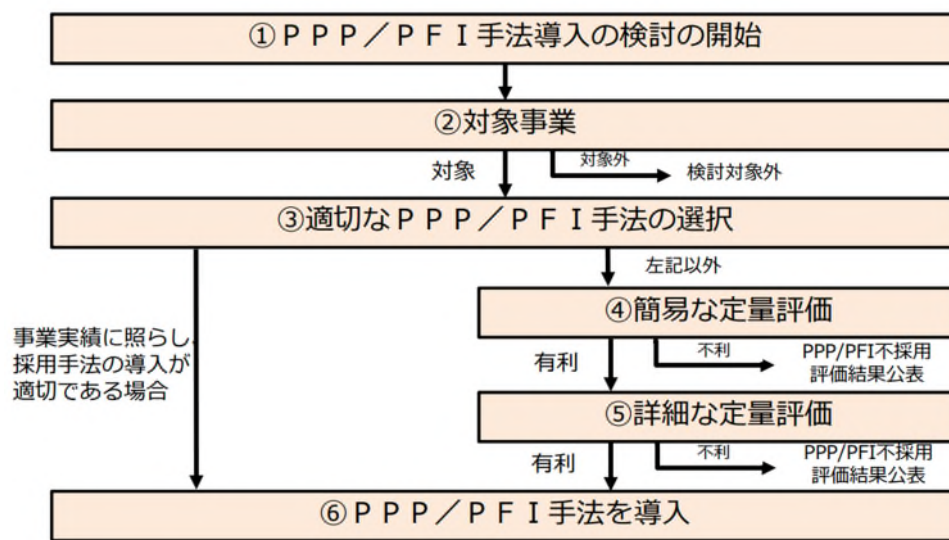 ①ＰＰＰ／ＰＦＩ手法導入の検討の開始
②対象事業
対象
対象外
検討対象外
③適切なＰＰＰ／ＰＦＩ手法の選択
左記以外
事業実績に照らし、
採用手法の導入が
適切である場合
④簡易な定量評価
有利
不利
PPP/PFI不採用
評価結果公表
⑤詳細な定量評価
有利
不利
PPP/PFI不採用
評価結果公表
⑥ＰＰＰ／ＰＦＩ手法を導入